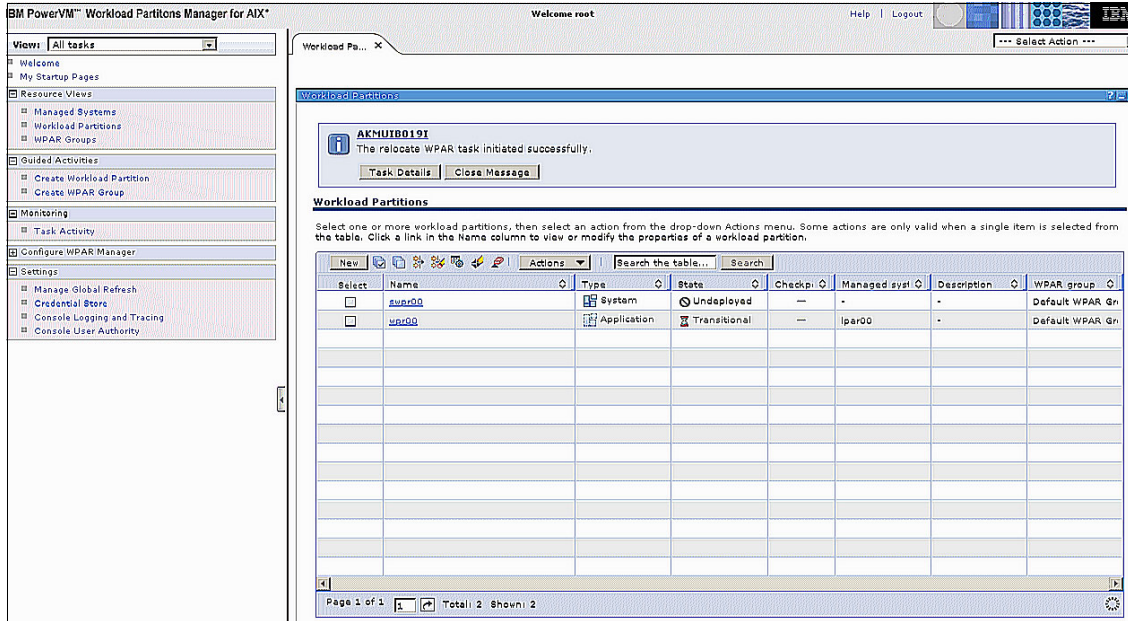 IBM PowerVM™ Workload Partitons Manager for AIX*
Welcome root
Help | Logout
IBM
View: All tasks
Workload Pa... X
--- Select Action ---
Welcome
My Startup Pages
Resource Views
Managed Systems
Workload Partitions
WPAR Groups
Guided Activities
Create Workload Partition
Create WPAR Group
Monitoring
Task Activity
Configure WPAR Manager
Settings
Manage Global Refresh
Credential Store
Console Logging and Tracing
Console User Authority
Workload Partitions
AKMUIB019I
The relocate WPAR task initiated successfully.
Task Details Close Message
Workload Partitions
Select one or more workload partitions, then select an action from the drop-down Actions menu. Some actions are only valid when a single item is selected from
the table. Click a link in the Name column to view or modify the properties of a workload partition.
New Actions Search the table... Search
Select Name Type State Checkp Managed syst Description WPAR group
swpr00 System Undeployed — - - Default WPAR Gr
wpr00 Application Transitional — lpar00 - Default WPAR Gr
Page 1 of 1 1 Total: 2 Shown: 2